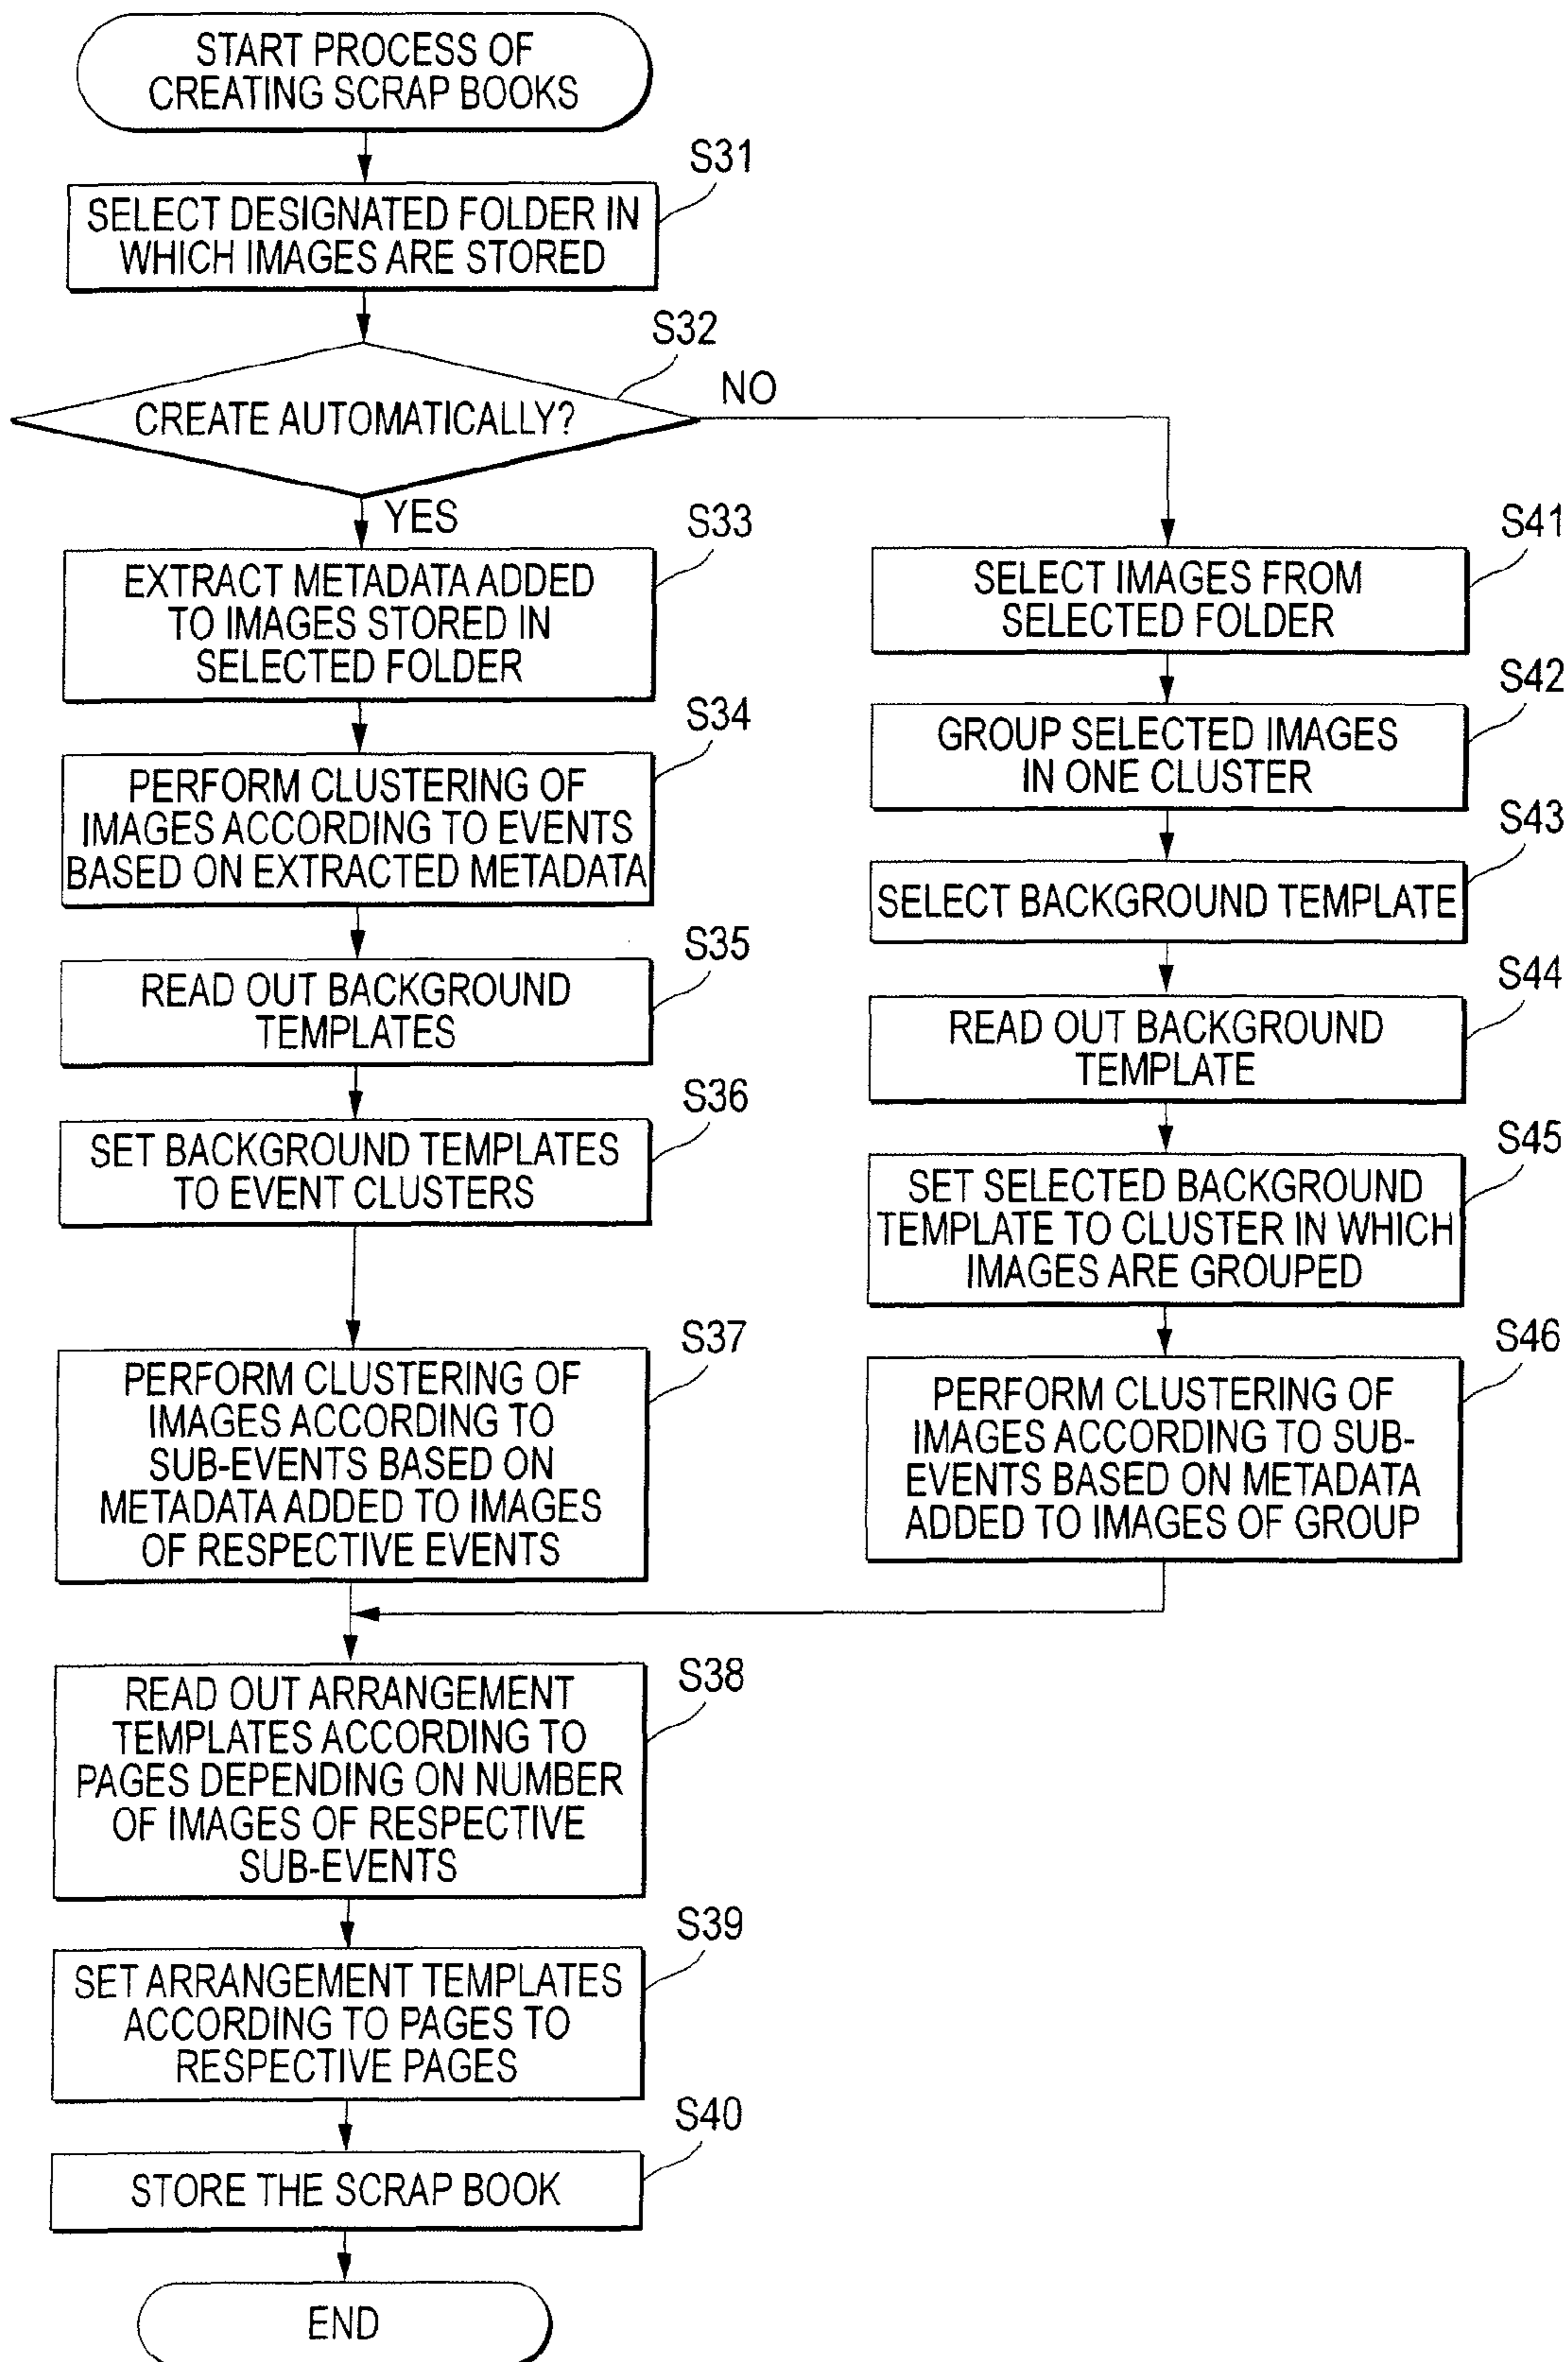 START PROCESS OF
CREATING SCRAP BOOKS
S31
SELECT DESIGNATED FOLDER IN
WHICH IMAGES ARE STORED
S32
CREATE AUTOMATICALLY?
NO
YES
S33
EXTRACT METADATA ADDED
TO IMAGES STORED IN
SELECTED FOLDER
S34
PERFORM CLUSTERING OF
IMAGES ACCORDING TO EVENTS
BASED ON EXTRACTED METADATA
S35
READ OUT BACKGROUND
TEMPLATES
S36
SET BACKGROUND TEMPLATES
TO EVENT CLUSTERS
S37
PERFORM CLUSTERING OF
IMAGES ACCORDING TO
SUB-EVENTS BASED ON
METADATA ADDED TO IMAGES
OF RESPECTIVE EVENTS
S41
SELECT IMAGES FROM
SELECTED FOLDER
S42
GROUP SELECTED IMAGES
IN ONE CLUSTER
S43
SELECT BACKGROUND TEMPLATE
S44
READ OUT BACKGROUND
TEMPLATE
S45
SET SELECTED BACKGROUND
TEMPLATE TO CLUSTER IN WHICH
IMAGES ARE GROUPED
S46
PERFORM CLUSTERING OF
IMAGES ACCORDING TO SUB-
EVENTS BASED ON METADATA
ADDED TO IMAGES OF GROUP
S38
READ OUT ARRANGEMENT
TEMPLATES ACCORDING TO
PAGES DEPENDING ON NUMBER
OF IMAGES OF RESPECTIVE
SUB-EVENTS
S39
SET ARRANGEMENT TEMPLATES
ACCORDING TO PAGES TO
RESPECTIVE PAGES
S40
STORE THE SCRAP BOOK
END